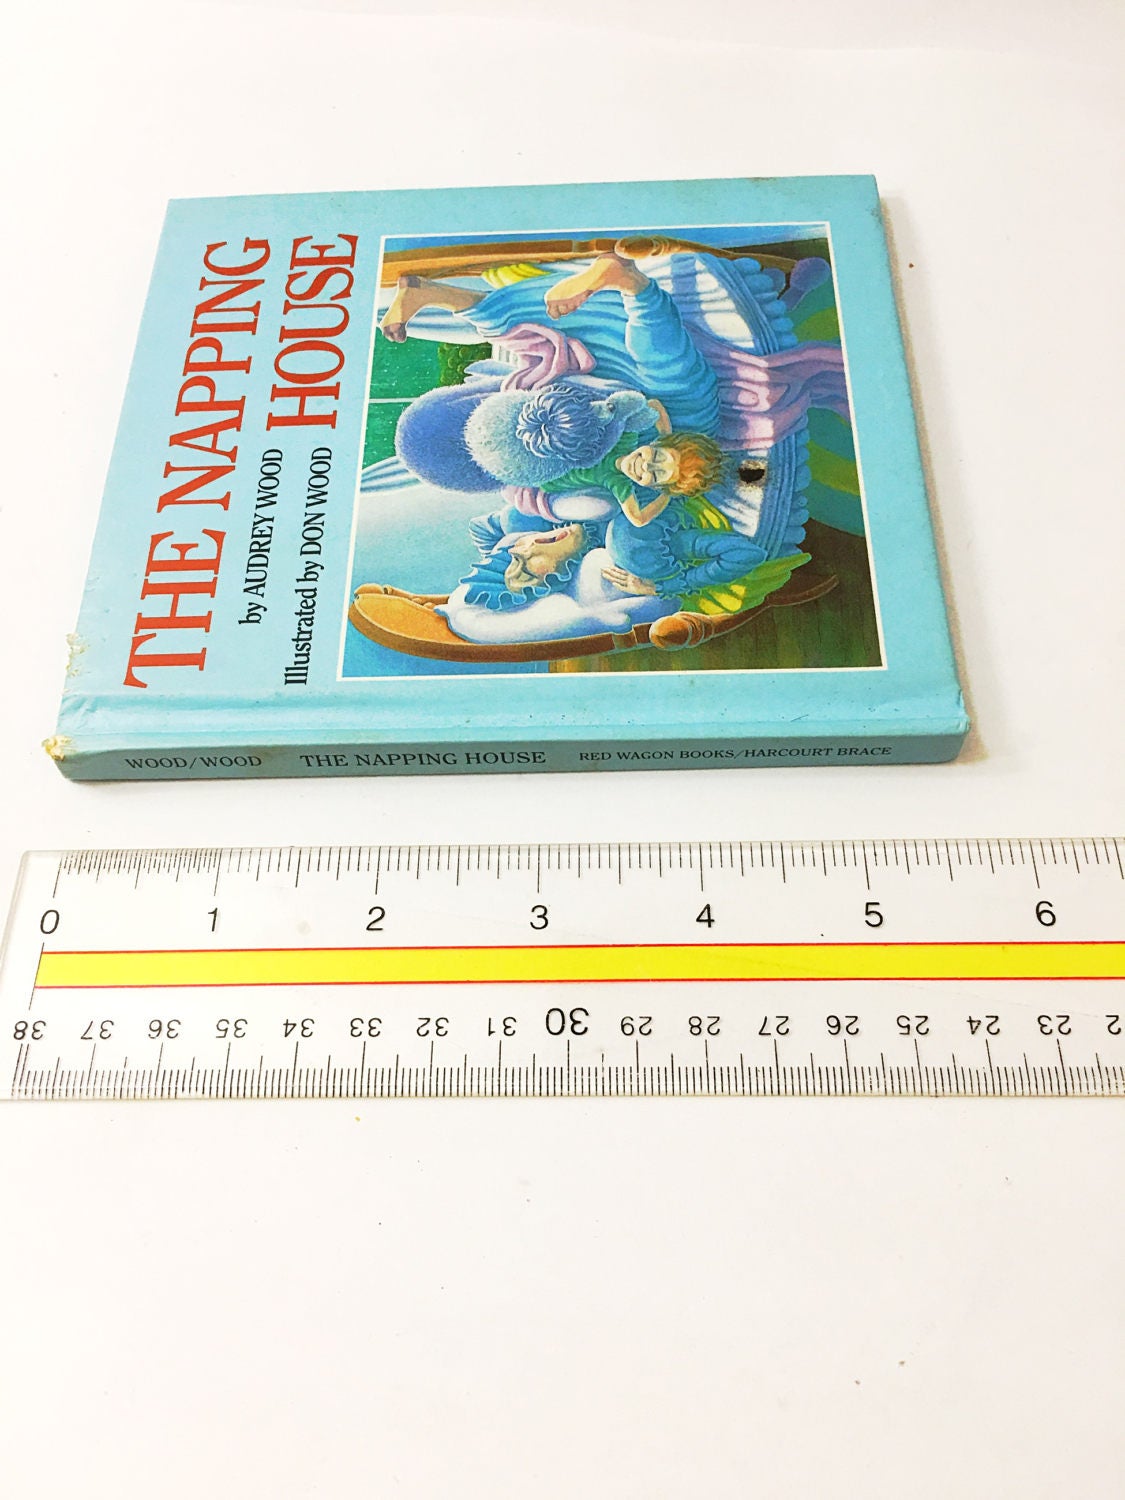 THE NAPPING
HOUSE
by AUDREY WOOD
Illustrated by DON WOOD
WOOD/WOOD THE NAPPING HOUSE RED WAGON BOOKS/HARCOURT BRACE
0 1 2 3 4 5 6
38 37 36 35 34 33 32 31 30 29 28 27 26 25 24 23